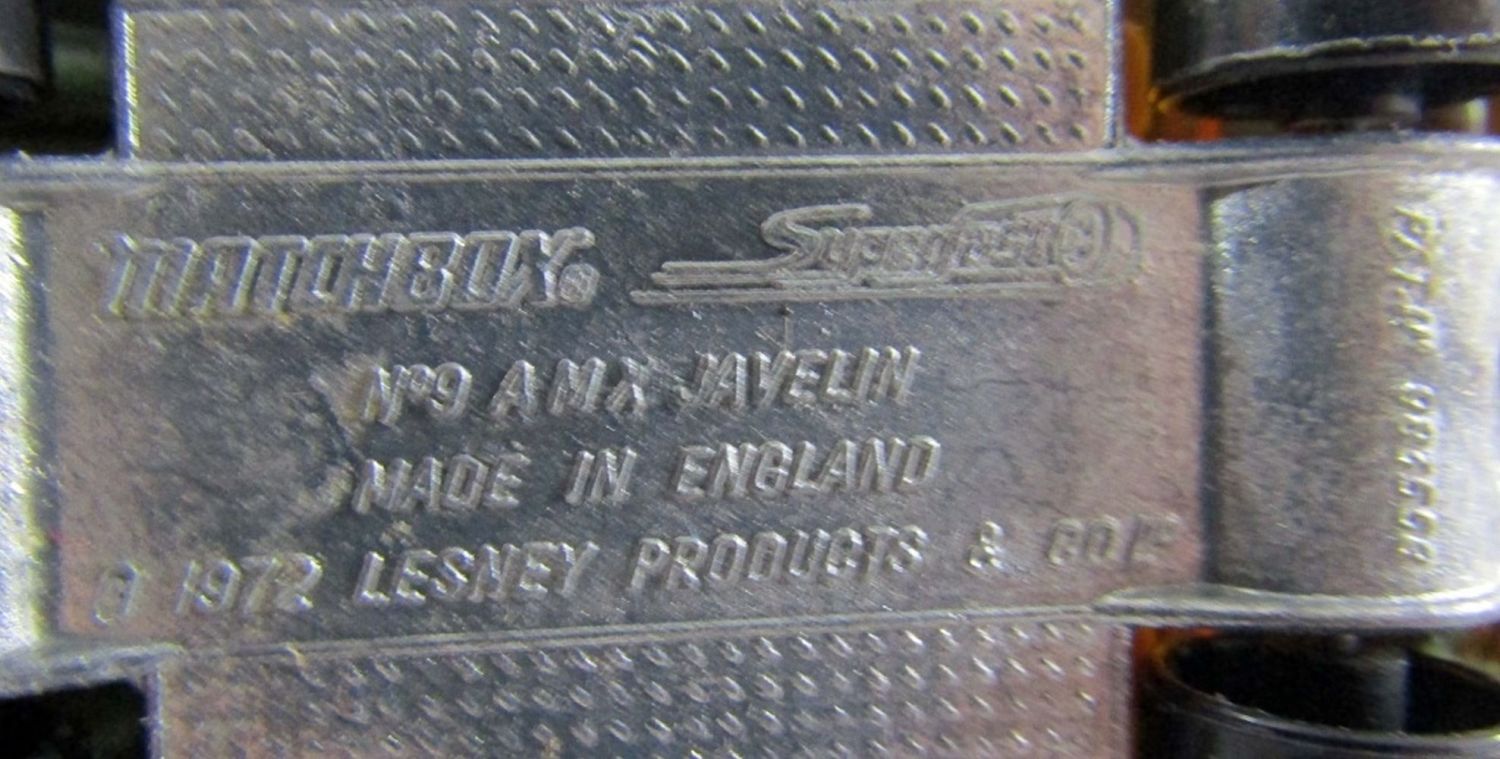 MATCHBOX® SUPERFAST
Nº9 AMX JAVELIN
MADE IN ENGLAND
© 1972 LESNEY PRODUCTS & CO LTD